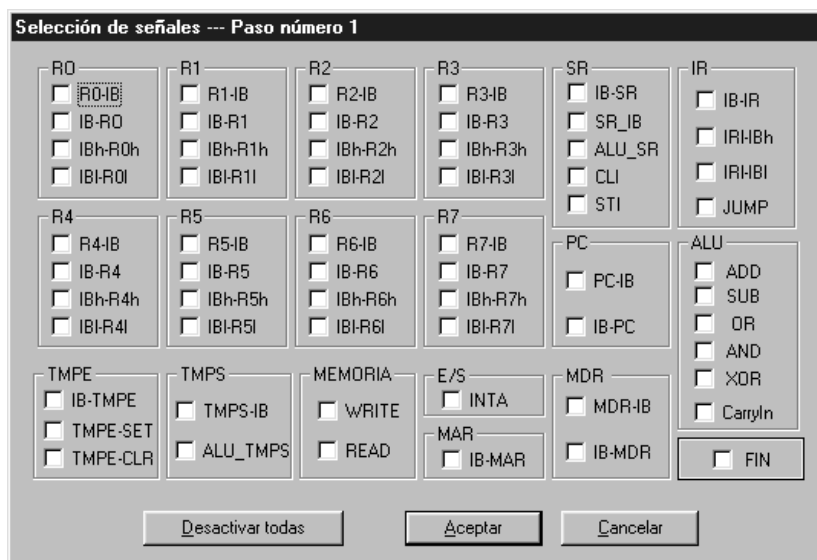 Selección de señales --- Paso número 1
R0 R1 R2 R3 SR IR
R0-IB R1-IB R2-IB R3-IB IB-SR IB-IR
IB-R0 IB-R1 IB-R2 IB-R3 SR_IB IRl-IBh
IBh-R0h IBh-R1h IBh-R2h IBh-R3h ALU_SR IRl-IBl
IBl-R0l IBl-R1l IBl-R2l IBl-R3l CLI JUMP
STI
R4 R5 R6 R7 PC ALU
R4-IB R5-IB R6-IB R7-IB PC-IB ADD
IB-R4 IB-R5 IB-R6 IB-R7 IB-PC SUB
IBh-R4h IBh-R5h IBh-R6h IBh-R7h OR
IBl-R4l IBl-R5l IBl-R6l IBl-R7l AND
XOR
CarryIn
TMPE TMPS MEMORIA E/S MDR
IB-TMPE TMPS-IB WRITE INTA MDR-IB
TMPE-SET ALU_TMPS READ MAR IB-MDR
TMPE-CLR IB-MAR FIN
Desactivar todas Aceptar Cancelar